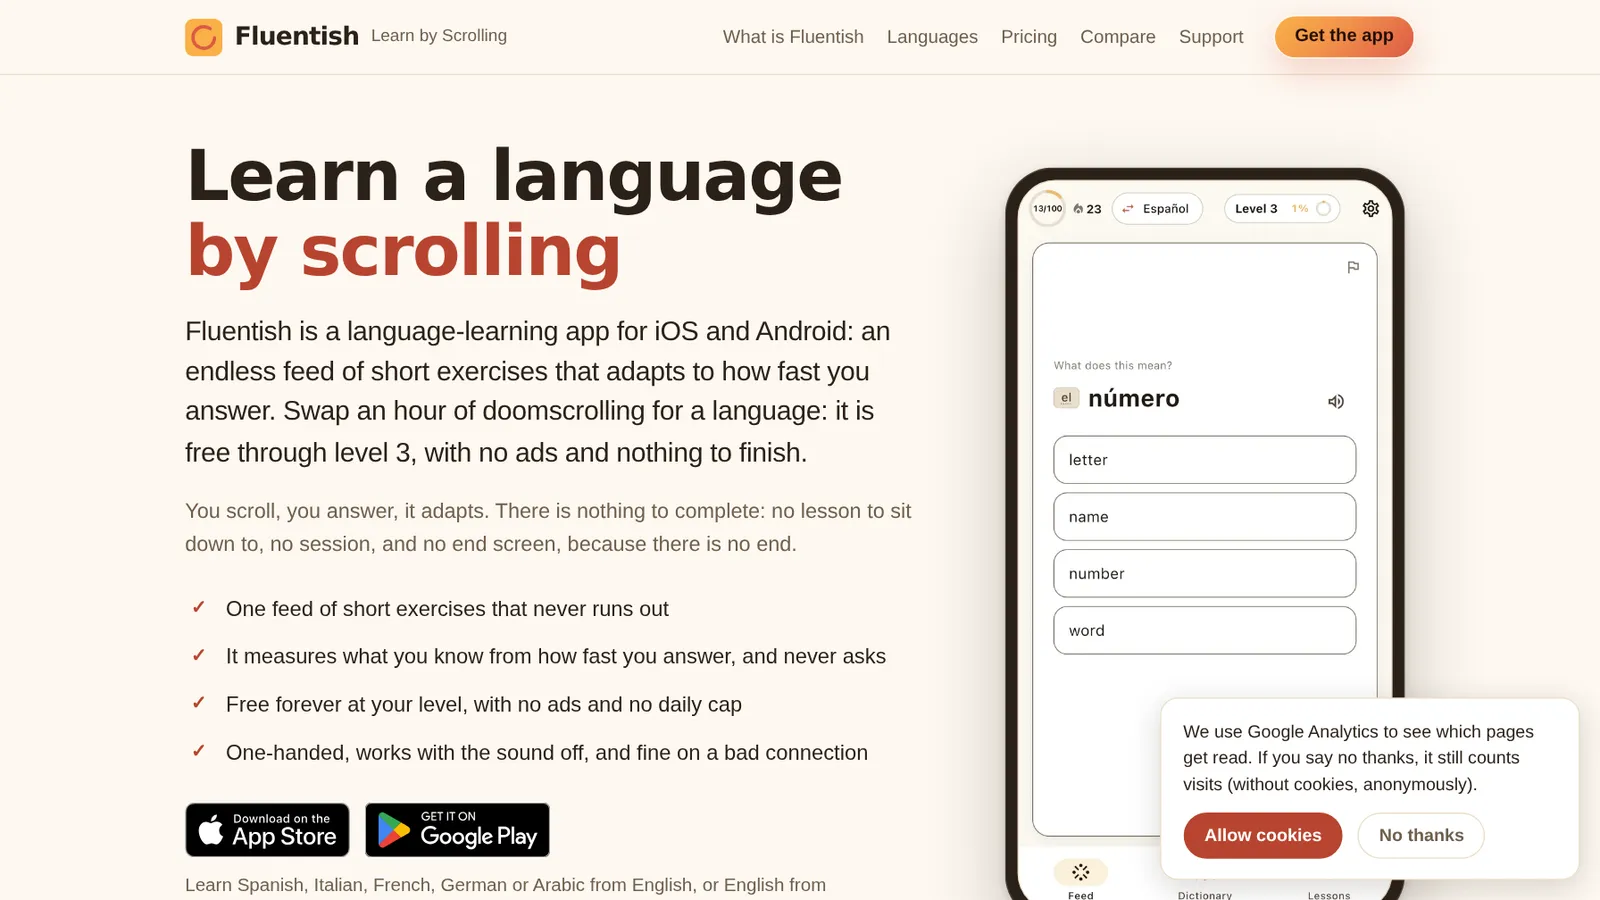 Fluentish Learn by Scrolling
What is Fluentish Languages Pricing Compare Support Get the app
Learn a language
by scrolling
Fluentish is a language-learning app for iOS and Android: an
endless feed of short exercises that adapts to how fast you
answer. Swap an hour of doomscrolling for a language: it is
free through level 3, with no ads and nothing to finish.
You scroll, you answer, it adapts. There is nothing to complete: no lesson to sit
down to, no session, and no end screen, because there is no end.
✓ One feed of short exercises that never runs out
✓ It measures what you know from how fast you answer, and never asks
✓ Free forever at your level, with no ads and no daily cap
✓ One-handed, works with the sound off, and fine on a bad connection
Download on the
App Store
GET IT ON
Google Play
Learn Spanish, Italian, French, German or Arabic from English, or English from
13/100 23 Español Level 3 1%
What does this mean?
el número
letter
name
number
word
Feed Dictionary Lessons
We use Google Analytics to see which pages
get read. If you say no thanks, it still counts
visits (without cookies, anonymously).
Allow cookies No thanks